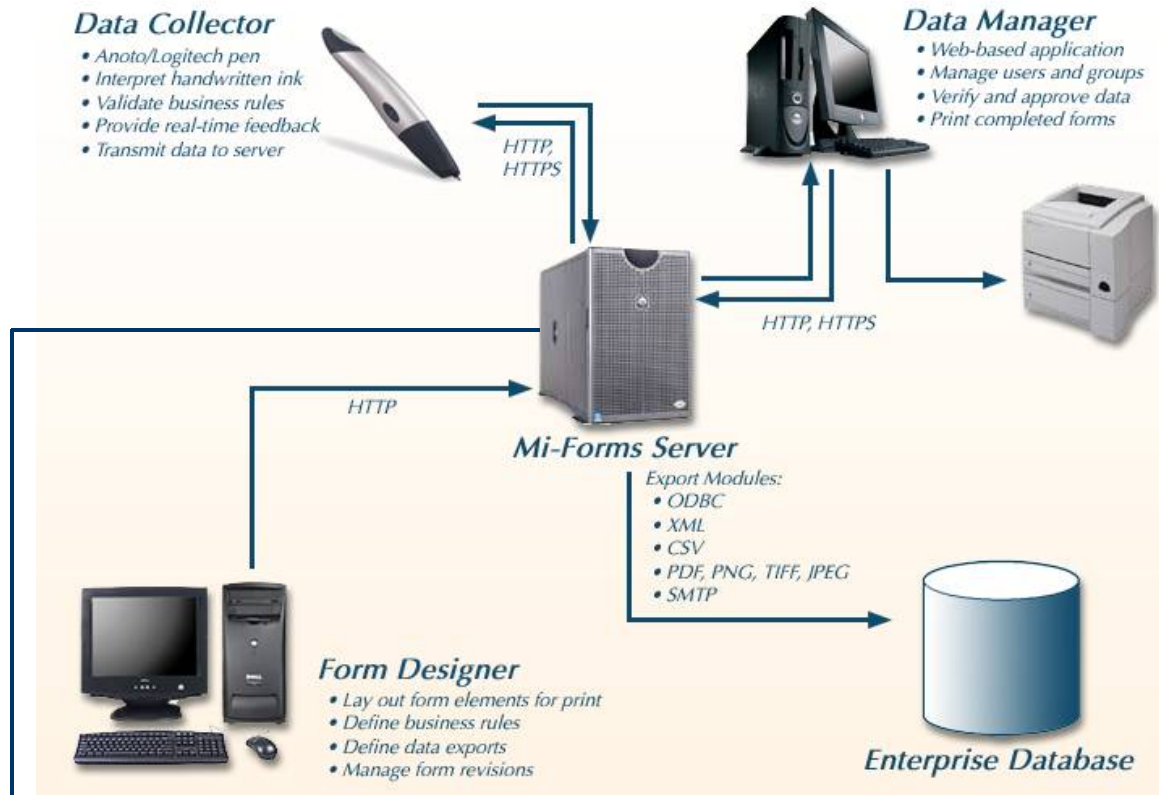 Data Collector
• Anoto/Logitech pen
• Interpret handwritten ink
• Validate business rules
• Provide real-time feedback
• Transmit data to server
HTTP,
HTTPS
Data Manager
• Web-based application
• Manage users and groups
• Verify and approve data
• Print completed forms
HTTP, HTTPS
HTTP
Mi-Forms Server
Export Modules:
• ODBC
• XML
• CSV
• PDF, PNG, TIFF, JPEG
• SMTP
Form Designer
• Lay out form elements for print
• Define business rules
• Define data exports
• Manage form revisions
Enterprise Database